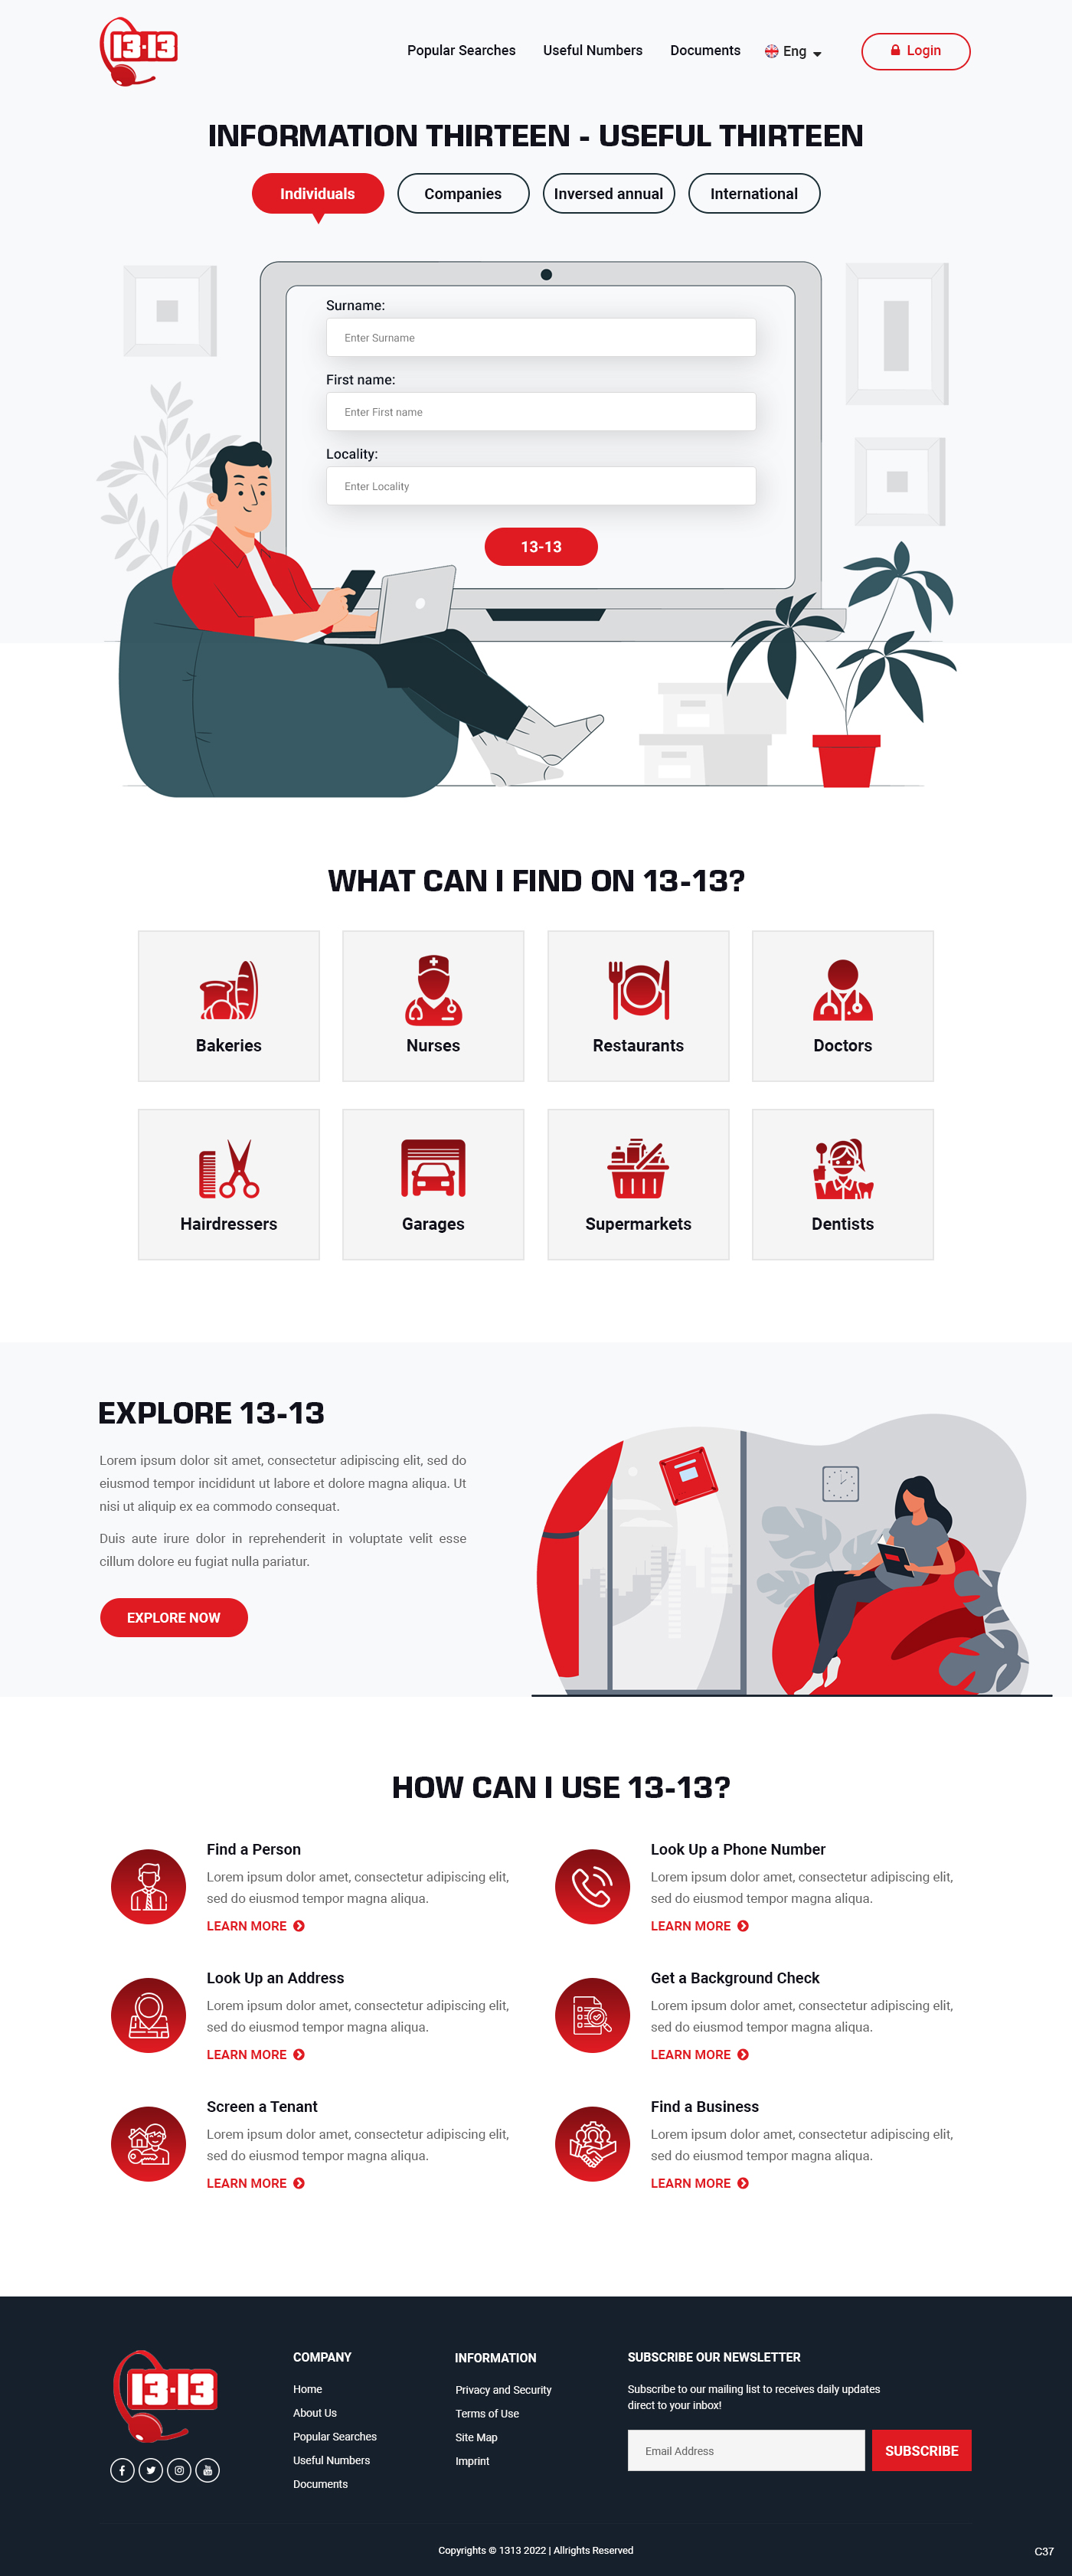 13-13
Popular Searches Useful Numbers Documents Eng Login
INFORMATION THIRTEEN - USEFUL THIRTEEN
Individuals Companies Inversed annual International
Surname:
Enter Surname
First name:
Enter First name
Locality:
Enter Locality
13-13
WHAT CAN I FIND ON 13-13?
Bakeries Nurses Restaurants Doctors
Hairdressers Garages Supermarkets Dentists
EXPLORE 13-13
Lorem ipsum dolor sit amet, consectetur adipiscing elit, sed do
eiusmod tempor incididunt ut labore et dolore magna aliqua. Ut
nisi ut aliquip ex ea commodo consequat.
Duis aute irure dolor in reprehenderit in voluptate velit esse
cillum dolore eu fugiat nulla pariatur.
EXPLORE NOW
HOW CAN I USE 13-13?
Find a Person
Lorem ipsum dolor amet, consectetur adipiscing elit,
sed do eiusmod tempor magna aliqua.
LEARN MORE
Look Up a Phone Number
Lorem ipsum dolor amet, consectetur adipiscing elit,
sed do eiusmod tempor magna aliqua.
LEARN MORE
Look Up an Address
Lorem ipsum dolor amet, consectetur adipiscing elit,
sed do eiusmod tempor magna aliqua.
LEARN MORE
Get a Background Check
Lorem ipsum dolor amet, consectetur adipiscing elit,
sed do eiusmod tempor magna aliqua.
LEARN MORE
Screen a Tenant
Lorem ipsum dolor amet, consectetur adipiscing elit,
sed do eiusmod tempor magna aliqua.
LEARN MORE
Find a Business
Lorem ipsum dolor amet, consectetur adipiscing elit,
sed do eiusmod tempor magna aliqua.
LEARN MORE
13-13
COMPANY
Home
About Us
Popular Searches
Useful Numbers
Documents
INFORMATION
Privacy and Security
Terms of Use
Site Map
Imprint
SUBSCRIBE OUR NEWSLETTER
Subscribe to our mailing list to receives daily updates
direct to your inbox!
Email Address SUBSCRIBE
Copyrights © 1313 2022 | Allrights Reserved
C37